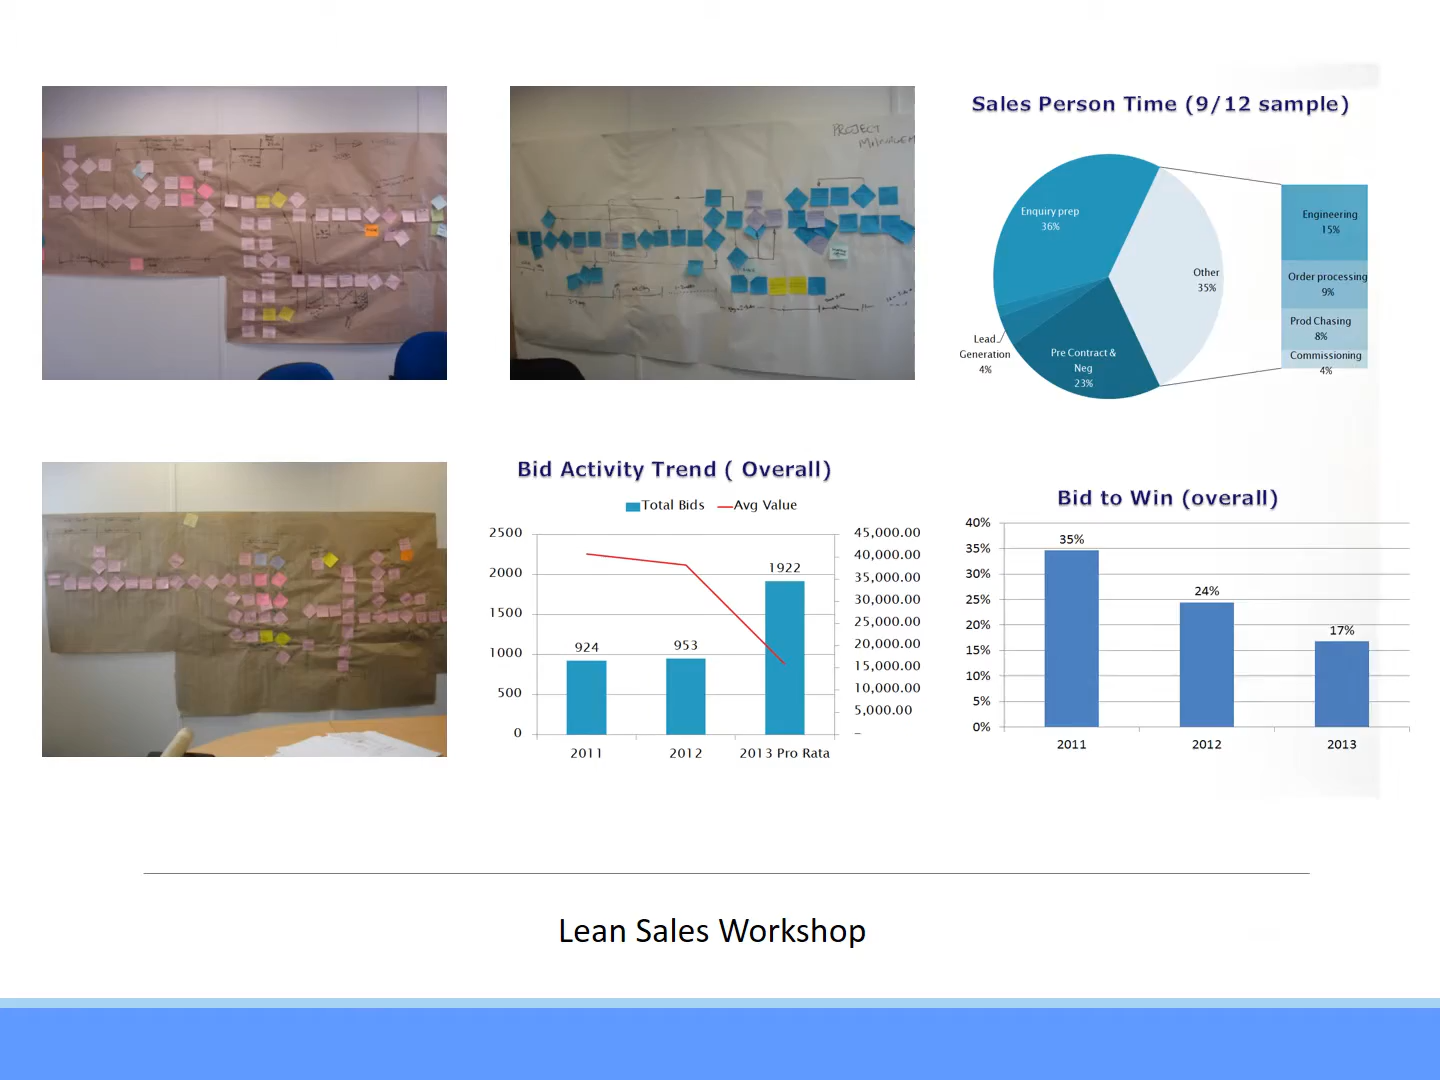 PROJECT
Sales Person Time (9/12 sample)
Enquiry prep
36%
Other
35%
Lead
Generation
4%
Pre Contract &
Neg
23%
Engineering
15%
Order processing
9%
Prod Chasing
8%
Commissioning
4%
Bid Activity Trend ( Overall)
Total Bids Avg Value
2500
2000
1500
1000
500
0
45,000.00
40,000.00
35,000.00
30,000.00
25,000.00
20,000.00
15,000.00
10,000.00
5,000.00
–
924
953
1922
2011 2012 2013 Pro Rata
Bid to Win (overall)
40%
35%
30%
25%
20%
15%
10%
5%
0%
35%
24%
17%
2011 2012 2013
Lean Sales Workshop